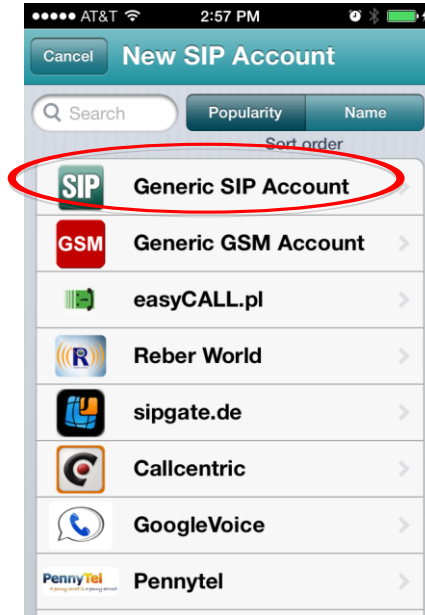 AT&T 2:57 PM
Cancel New SIP Account
Search Popularity Name
Sort order
SIP Generic SIP Account
GSM Generic GSM Account
easyCALL.pl
R Reber World
sipgate.de
Callcentric
GoogleVoice
PennyTel Pennytel